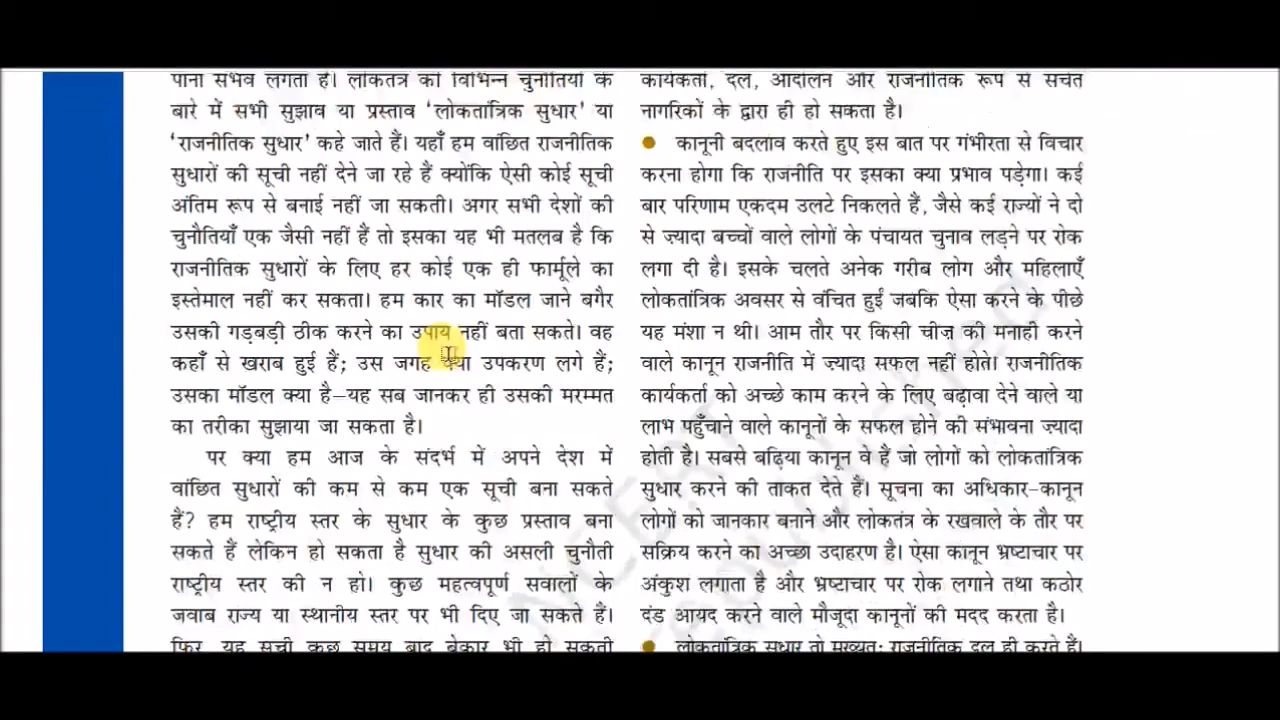 पाना संभव लगता है। लोकतंत्र की विभिन्न चुनौतियों के
बारे में सभी सुझाव या प्रस्ताव ‘लोकतांत्रिक सुधार’ या
‘राजनीतिक सुधार’ कहे जाते हैं। यहाँ हम वांछित राजनीतिक
सुधारों की सूची नहीं देने जा रहे हैं क्योंकि ऐसी कोई सूची
अंतिम रूप से बनाई नहीं जा सकती। अगर सभी देशों की
चुनौतियाँ एक जैसी नहीं हैं तो इसका यह भी मतलब है कि
राजनीतिक सुधारों के लिए हर कोई एक ही फार्मूले का
इस्तेमाल नहीं कर सकता। हम कार का मॉडल जाने बगैर
उसकी गड़बड़ी ठीक करने का उपाय नहीं बता सकते। वह
कहाँ से खराब हुई हैं; उस जगह क्या उपकरण लगे हैं;
उसका मॉडल क्या है–यह सब जानकर ही उसकी मरम्मत
का तरीका सुझाया जा सकता है।
पर क्या हम आज के संदर्भ में अपने देश में
वांछित सुधारों की कम से कम एक सूची बना सकते
हैं? हम राष्ट्रीय स्तर के सुधार के कुछ प्रस्ताव बना
सकते हैं लेकिन हो सकता है सुधार की असली चुनौती
राष्ट्रीय स्तर की न हो। कुछ महत्वपूर्ण सवालों के
जवाब राज्य या स्थानीय स्तर पर भी दिए जा सकते हैं।
फिर, यह सूची कुछ समय बाद बेकार भी हो सकती
कार्यकर्ता, दल, आंदोलन और राजनीतिक रूप से सचेत
नागरिकों के द्वारा ही हो सकता है।
● कानूनी बदलाव करते हुए इस बात पर गंभीरता से विचार
करना होगा कि राजनीति पर इसका क्या प्रभाव पड़ेगा। कई
बार परिणाम एकदम उलटे निकलते हैं, जैसे कई राज्यों ने दो
से ज्यादा बच्चों वाले लोगों के पंचायत चुनाव लड़ने पर रोक
लगा दी है। इसके चलते अनेक गरीब लोग और महिलाएँ
लोकतांत्रिक अवसर से वंचित हुईं जबकि ऐसा करने के पीछे
यह मंशा न थी। आम तौर पर किसी चीज़ की मनाही करने
वाले कानून राजनीति में ज़्यादा सफल नहीं होते। राजनीतिक
कार्यकर्ता को अच्छे काम करने के लिए बढ़ावा देने वाले या
लाभ पहुँचाने वाले कानूनों के सफल होने की संभावना ज़्यादा
होती है। सबसे बढ़िया कानून वे हैं जो लोगों को लोकतांत्रिक
सुधार करने की ताकत देते हैं। सूचना का अधिकार–कानून
लोगों को जानकार बनाने और लोकतंत्र के रखवाले के तौर पर
सक्रिय करने का अच्छा उदाहरण है। ऐसा कानून भ्रष्टाचार पर
अंकुश लगाता है और भ्रष्टाचार पर रोक लगाने तथा कठोर
दंड आयद करने वाले मौजूदा कानूनों की मदद करता है।
● लोकतांत्रिक सुधार तो मुख्यत: राजनीतिक दल ही करते हैं।